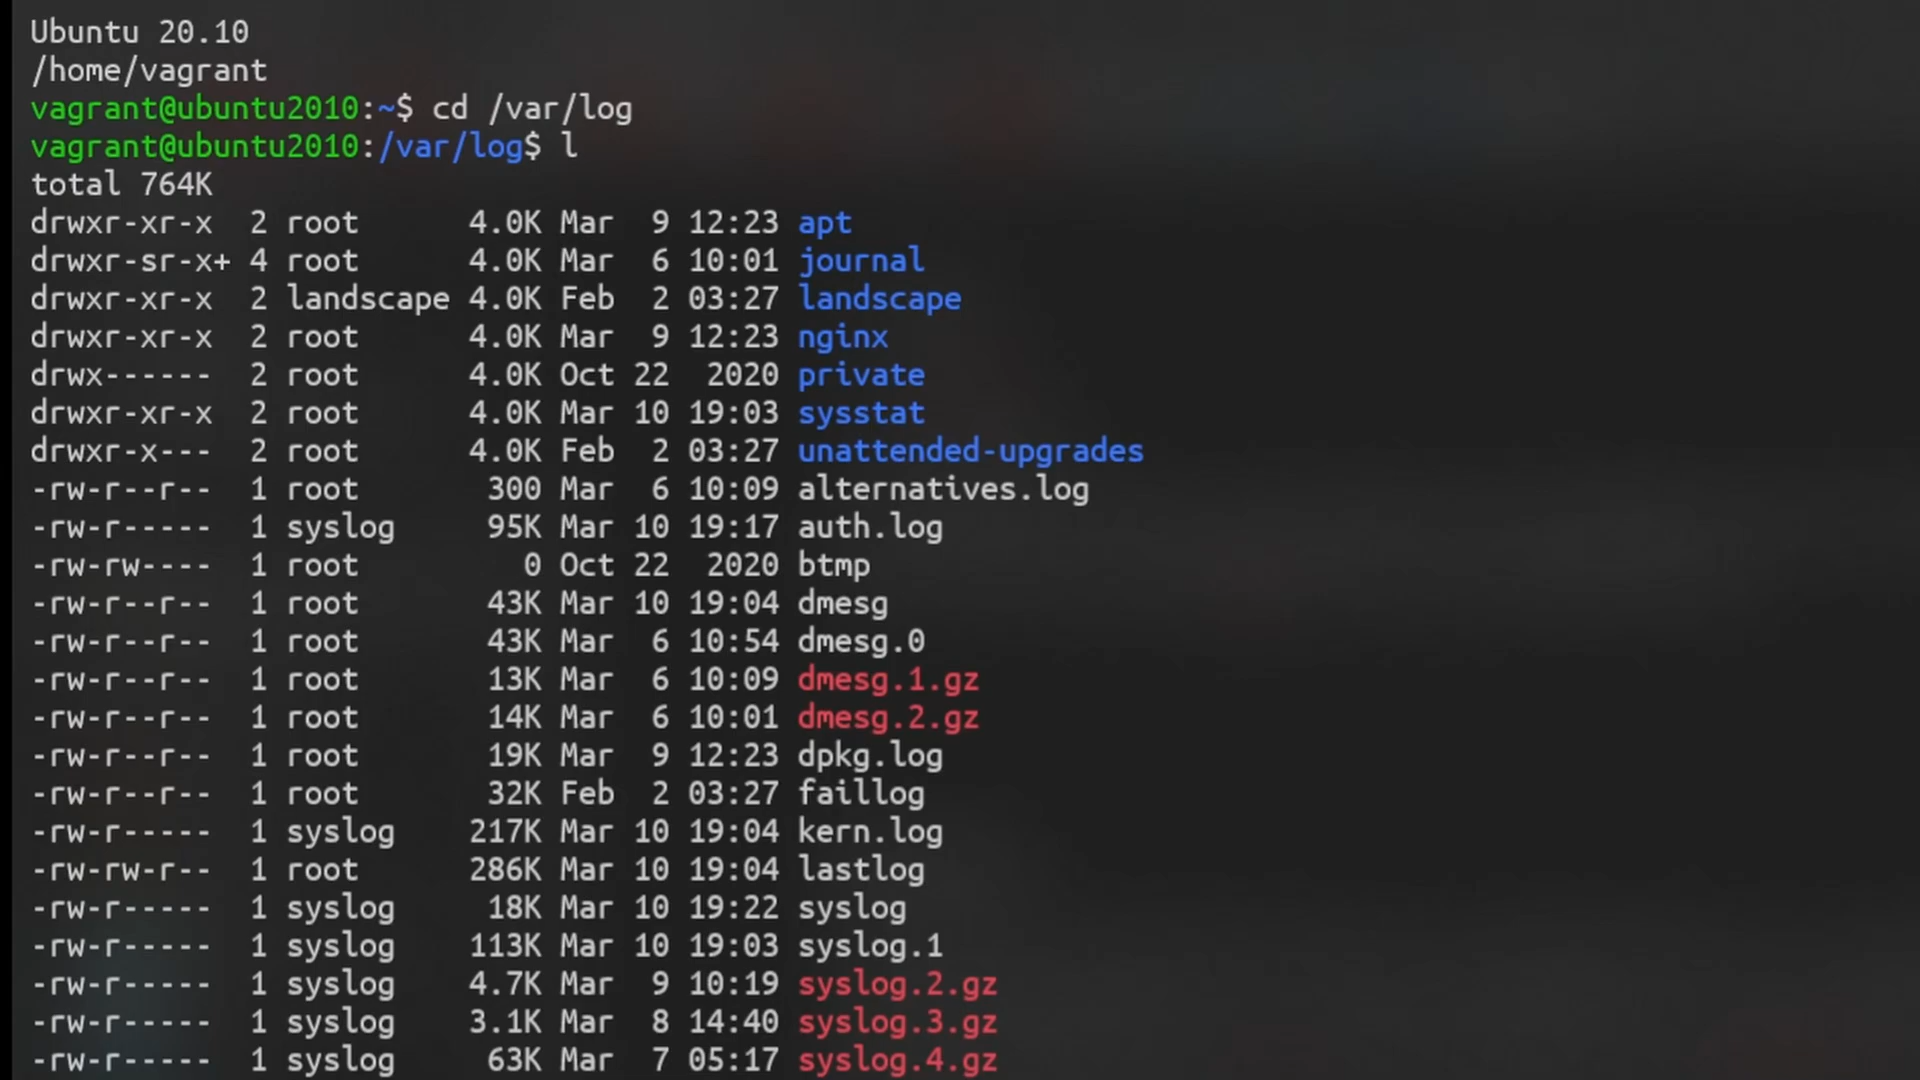 Ubuntu 20.10
/home/vagrant
vagrant@ubuntu2010:~$ cd /var/log
vagrant@ubuntu2010:/var/log$ l
total 764K
drwxr-xr-x  2 root      4.0K Mar  9 12:23 apt
drwxr-sr-x+ 4 root      4.0K Mar  6 10:01 journal
drwxr-xr-x  2 landscape 4.0K Feb  2 03:27 landscape
drwxr-xr-x  2 root      4.0K Mar  9 12:23 nginx
drwx------  2 root      4.0K Oct 22  2020 private
drwxr-xr-x  2 root      4.0K Mar 10 19:03 sysstat
drwxr-x---  2 root      4.0K Feb  2 03:27 unattended-upgrades
-rw-r--r--  1 root       300 Mar  6 10:09 alternatives.log
-rw-r-----  1 syslog     95K Mar 10 19:17 auth.log
-rw-rw----  1 root         0 Oct 22  2020 btmp
-rw-r--r--  1 root       43K Mar 10 19:04 dmesg
-rw-r--r--  1 root       43K Mar  6 10:54 dmesg.0
-rw-r--r--  1 root       13K Mar  6 10:09 dmesg.1.gz
-rw-r--r--  1 root       14K Mar  6 10:01 dmesg.2.gz
-rw-r--r--  1 root       19K Mar  9 12:23 dpkg.log
-rw-r--r--  1 root       32K Feb  2 03:27 faillog
-rw-r-----  1 syslog    217K Mar 10 19:04 kern.log
-rw-rw-r--  1 root      286K Mar 10 19:04 lastlog
-rw-r-----  1 syslog     18K Mar 10 19:22 syslog
-rw-r-----  1 syslog    113K Mar 10 19:03 syslog.1
-rw-r-----  1 syslog    4.7K Mar  9 10:19 syslog.2.gz
-rw-r-----  1 syslog    3.1K Mar  8 14:40 syslog.3.gz
-rw-r-----  1 syslog     63K Mar  7 05:17 syslog.4.gz